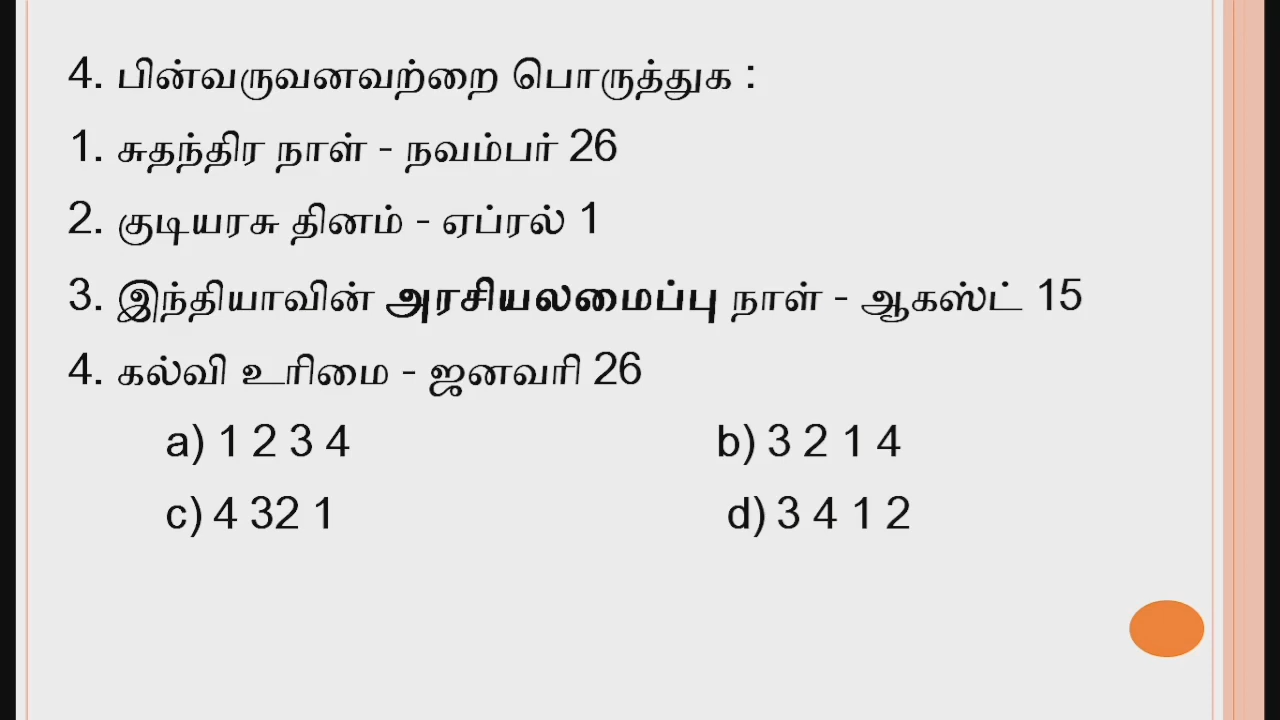 4. பின்வருவனவற்றை பொருத்துக :
1. சுதந்திர நாள் - நவம்பர் 26
2. குடியரசு தினம் - ஏப்ரல் 1
3. இந்தியாவின் அரசியலமைப்பு நாள் - ஆகஸ்ட் 15
4. கல்வி உரிமை - ஜனவரி 26
a) 1 2 3 4 b) 3 2 1 4
c) 4 32 1 d) 3 4 1 2